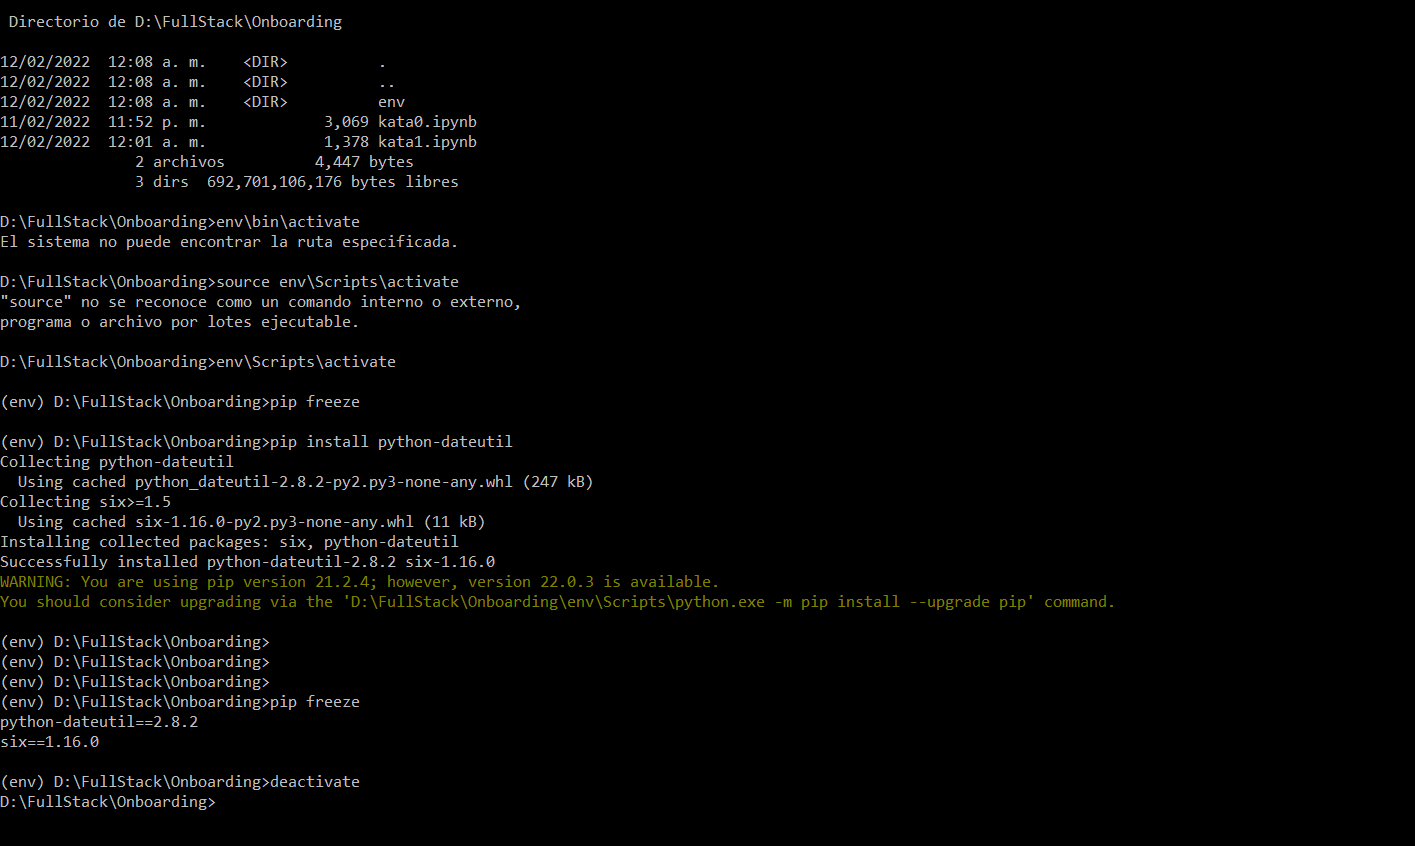 Directorio de D:\FullStack\Onboarding

12/02/2022  12:08 a. m.    <DIR>          .
12/02/2022  12:08 a. m.    <DIR>          ..
12/02/2022  12:08 a. m.    <DIR>          env
11/02/2022  11:52 p. m.             3,069 kata0.ipynb
12/02/2022  12:01 a. m.             1,378 kata1.ipynb
               2 archivos          4,447 bytes
               3 dirs  692,701,106,176 bytes libres

D:\FullStack\Onboarding>env\bin\activate
El sistema no puede encontrar la ruta especificada.

D:\FullStack\Onboarding>source env\Scripts\activate
"source" no se reconoce como un comando interno o externo,
programa o archivo por lotes ejecutable.

D:\FullStack\Onboarding>env\Scripts\activate

(env) D:\FullStack\Onboarding>pip freeze

(env) D:\FullStack\Onboarding>pip install python-dateutil
Collecting python-dateutil
  Using cached python_dateutil-2.8.2-py2.py3-none-any.whl (247 kB)
Collecting six>=1.5
  Using cached six-1.16.0-py2.py3-none-any.whl (11 kB)
Installing collected packages: six, python-dateutil
Successfully installed python-dateutil-2.8.2 six-1.16.0
WARNING: You are using pip version 21.2.4; however, version 22.0.3 is available.
You should consider upgrading via the 'D:\FullStack\Onboarding\env\Scripts\python.exe -m pip install --upgrade pip' command.

(env) D:\FullStack\Onboarding>
(env) D:\FullStack\Onboarding>
(env) D:\FullStack\Onboarding>
(env) D:\FullStack\Onboarding>pip freeze
python-dateutil==2.8.2
six==1.16.0

(env) D:\FullStack\Onboarding>deactivate
D:\FullStack\Onboarding>